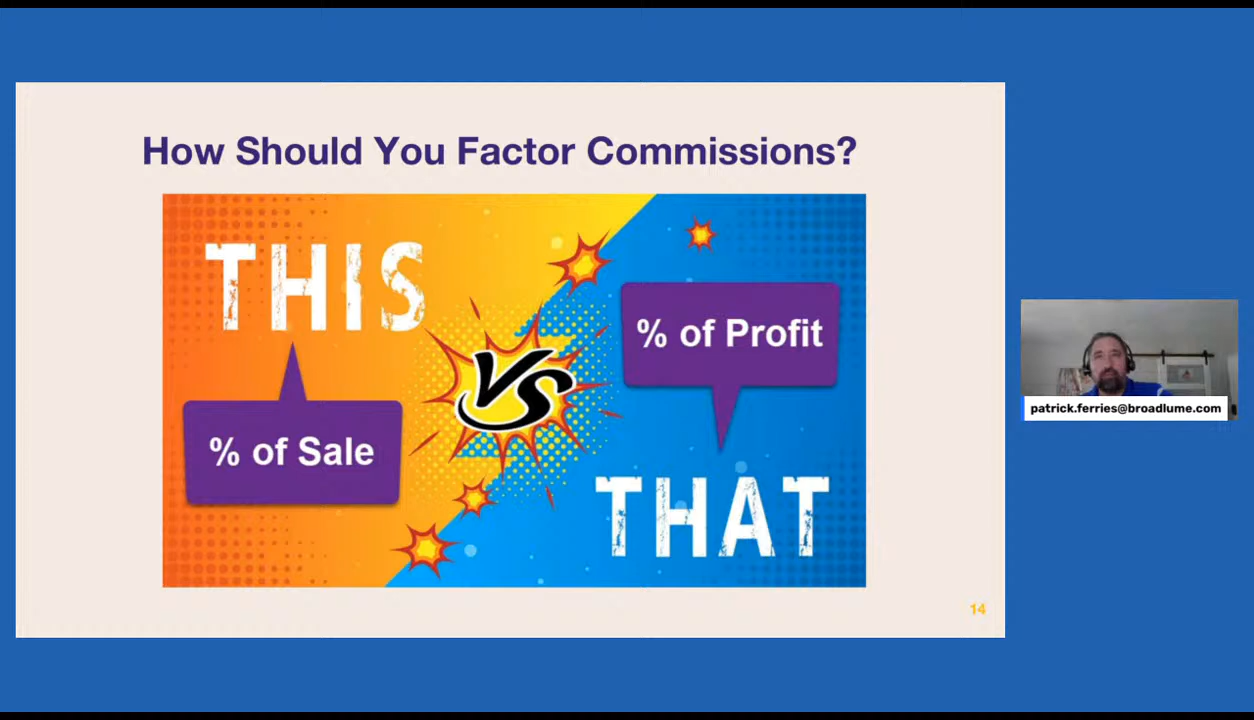 How Should You Factor Commissions?
THIS
% of Profit
VS
% of Sale
THAT
patrick.ferries@broadlume.com
14